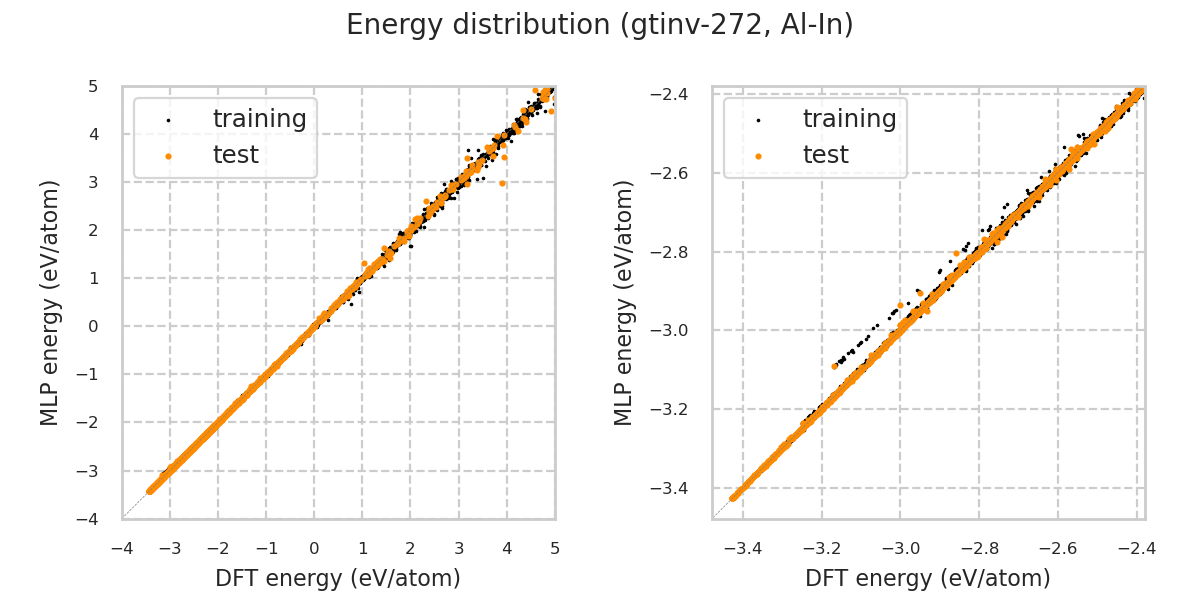 Energy distribution (gtinv-272, Al-In)
training
test
5
4
3
2
1
0
−1
−2
−3
−4
MLP energy (eV/atom)
−4 −3 −2 −1 0 1 2 3 4 5
DFT energy (eV/atom)
training
test
−2.4
−2.6
−2.8
−3.0
−3.2
−3.4
MLP energy (eV/atom)
−3.4 −3.2 −3.0 −2.8 −2.6 −2.4
DFT energy (eV/atom)